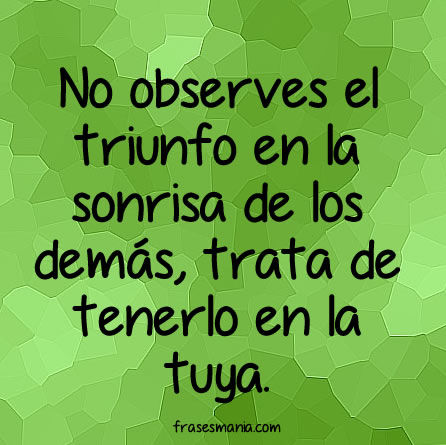 No observes el
triunfo en la
sonrisa de los
demás, trata de
tenerlo en la
tuya.
frasesmania.com